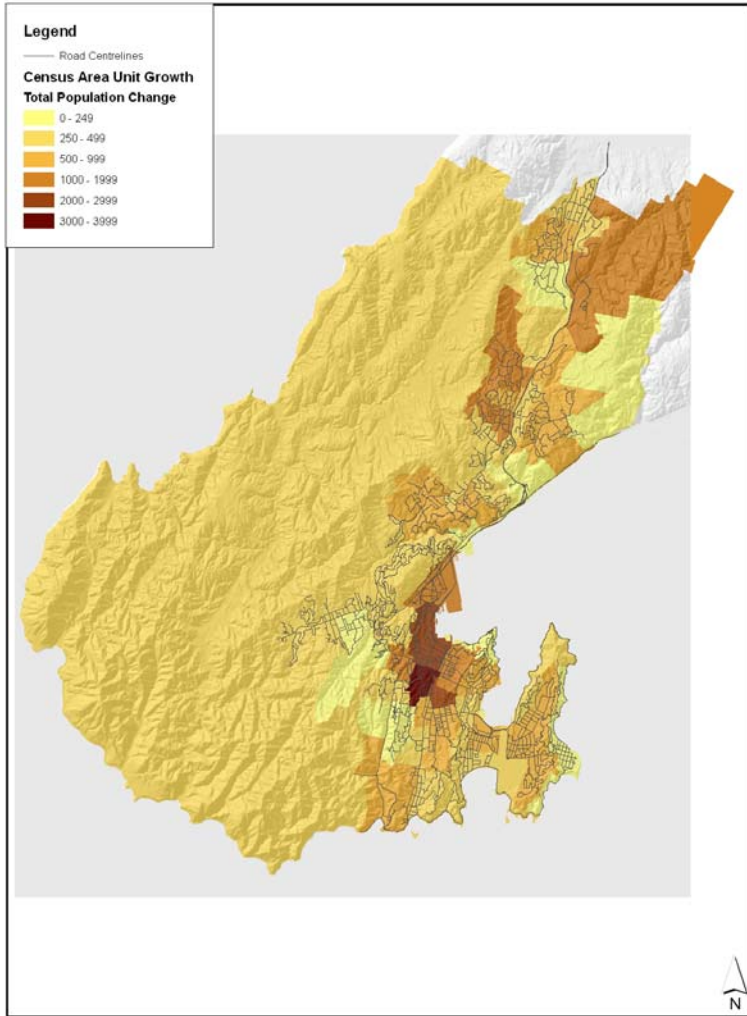 Legend
Road Centrelines
Census Area Unit Growth
Total Population Change
0 - 249
250 - 499
500 - 999
1000 - 1999
2000 - 2999
3000 - 3999
N